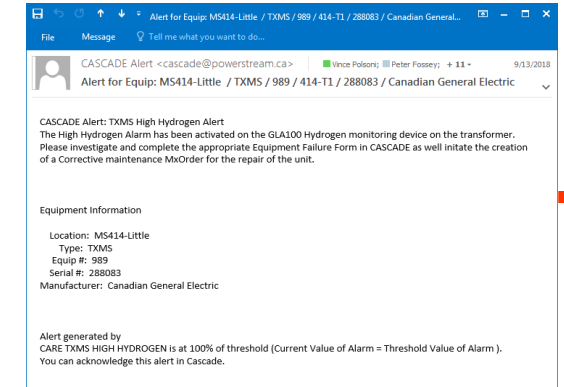 Alert for Equip: MS414-Little / TXMS / 989 / 414-T1 / 288083 / Canadian General...
File Message Tell me what you want to do...
CASCADE Alert <cascade@powerstream.ca> Vince Polsoni; Peter Fossey; + 11 9/13/2018
Alert for Equip: MS414-Little / TXMS / 989 / 414-T1 / 288083 / Canadian General Electric
CASCADE Alert: TXMS High Hydrogen Alert
The High Hydrogen Alarm has been activated on the GLA100 Hydrogen monitoring device on the transformer.
Please investigate and complete the appropriate Equipment Failure Form in CASCADE as well initate the creation
of a Corrective maintenance MxOrder for the repair of the unit.
Equipment Information
Location: MS414-Little
Type: TXMS
Equip #: 989
Serial #: 288083
Manufacturer: Canadian General Electric
Alert generated by
CARE TXMS HIGH HYDROGEN is at 100% of threshold (Current Value of Alarm = Threshold Value of Alarm ).
You can acknowledge this alert in Cascade.